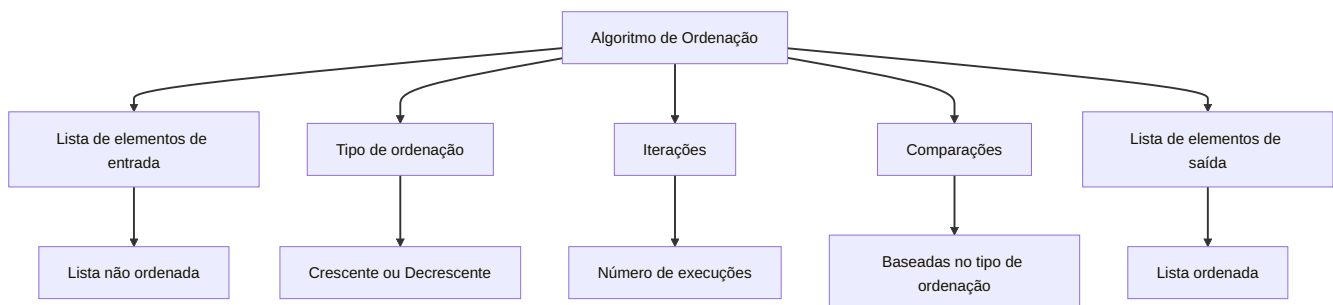 Algoritmo de Ordenação
Lista de elementos de
entrada
Tipo de ordenação
Iterações
Comparações
Lista de elementos de
saída
Lista não ordenada
Crescente ou Decrescente
Número de execuções
Baseadas no tipo de
ordenação
Lista ordenada